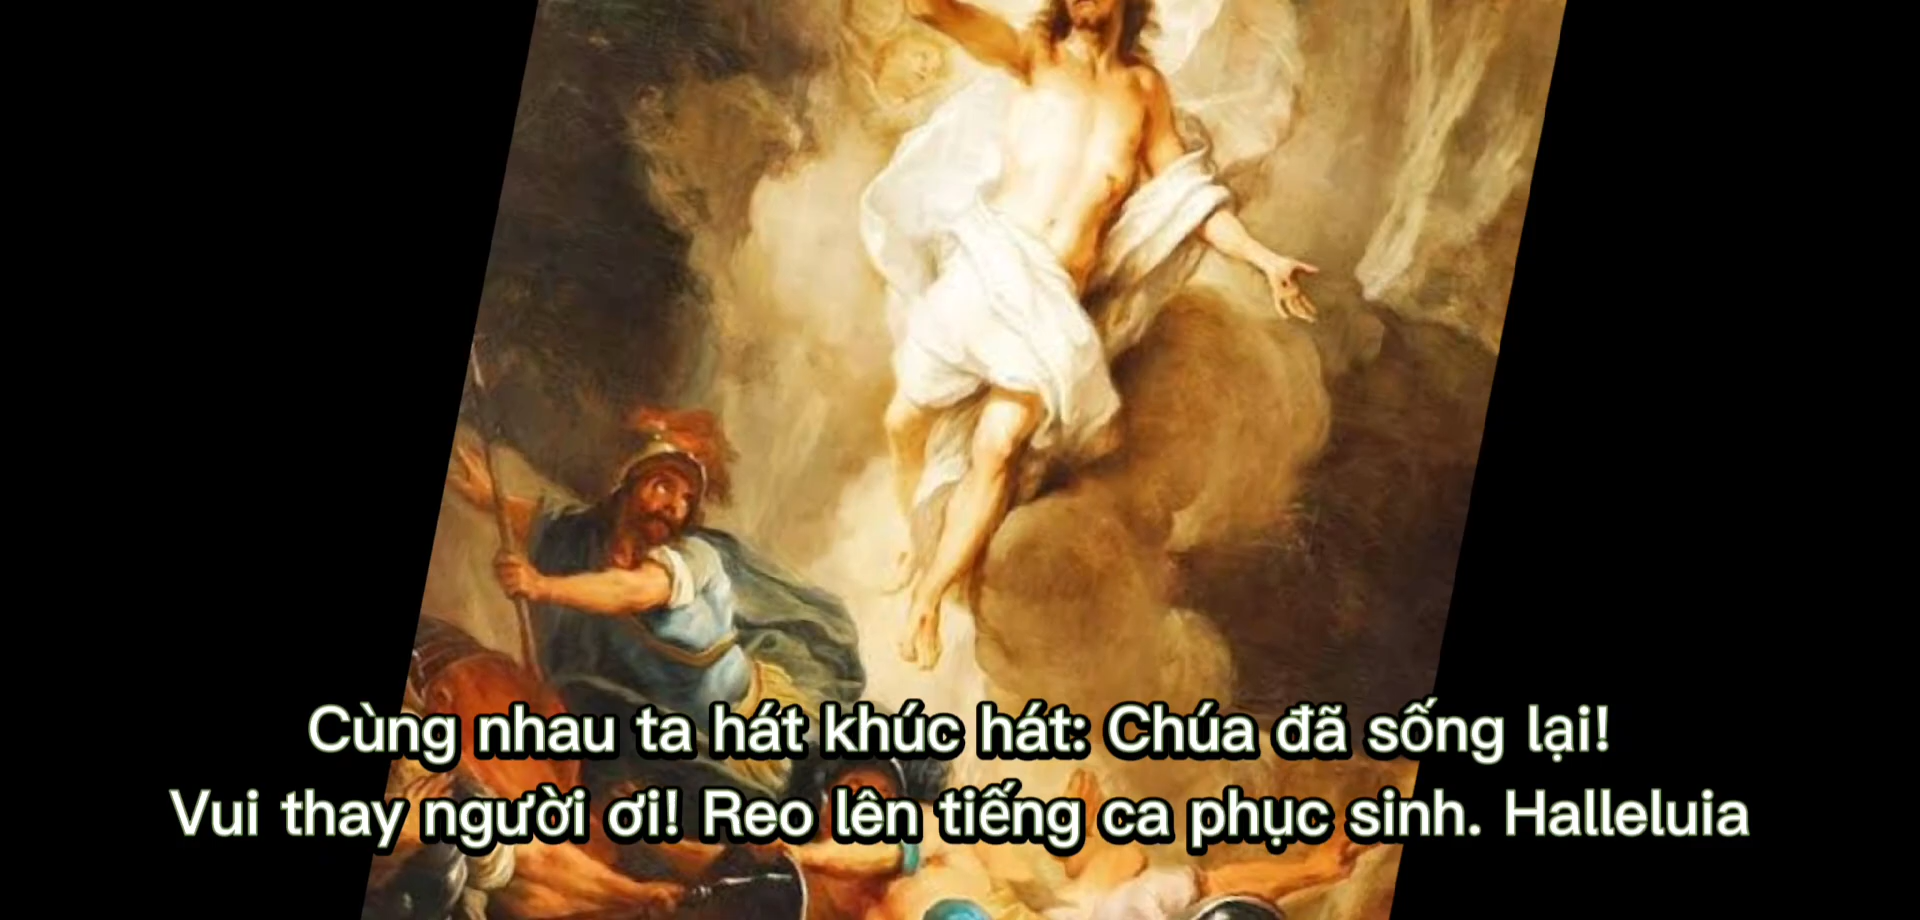 Cùng nhau ta hát khúc hát: Chúa đã sống lại!
Vui thay người ơi! Reo lên tiếng ca phục sinh. Halleluia